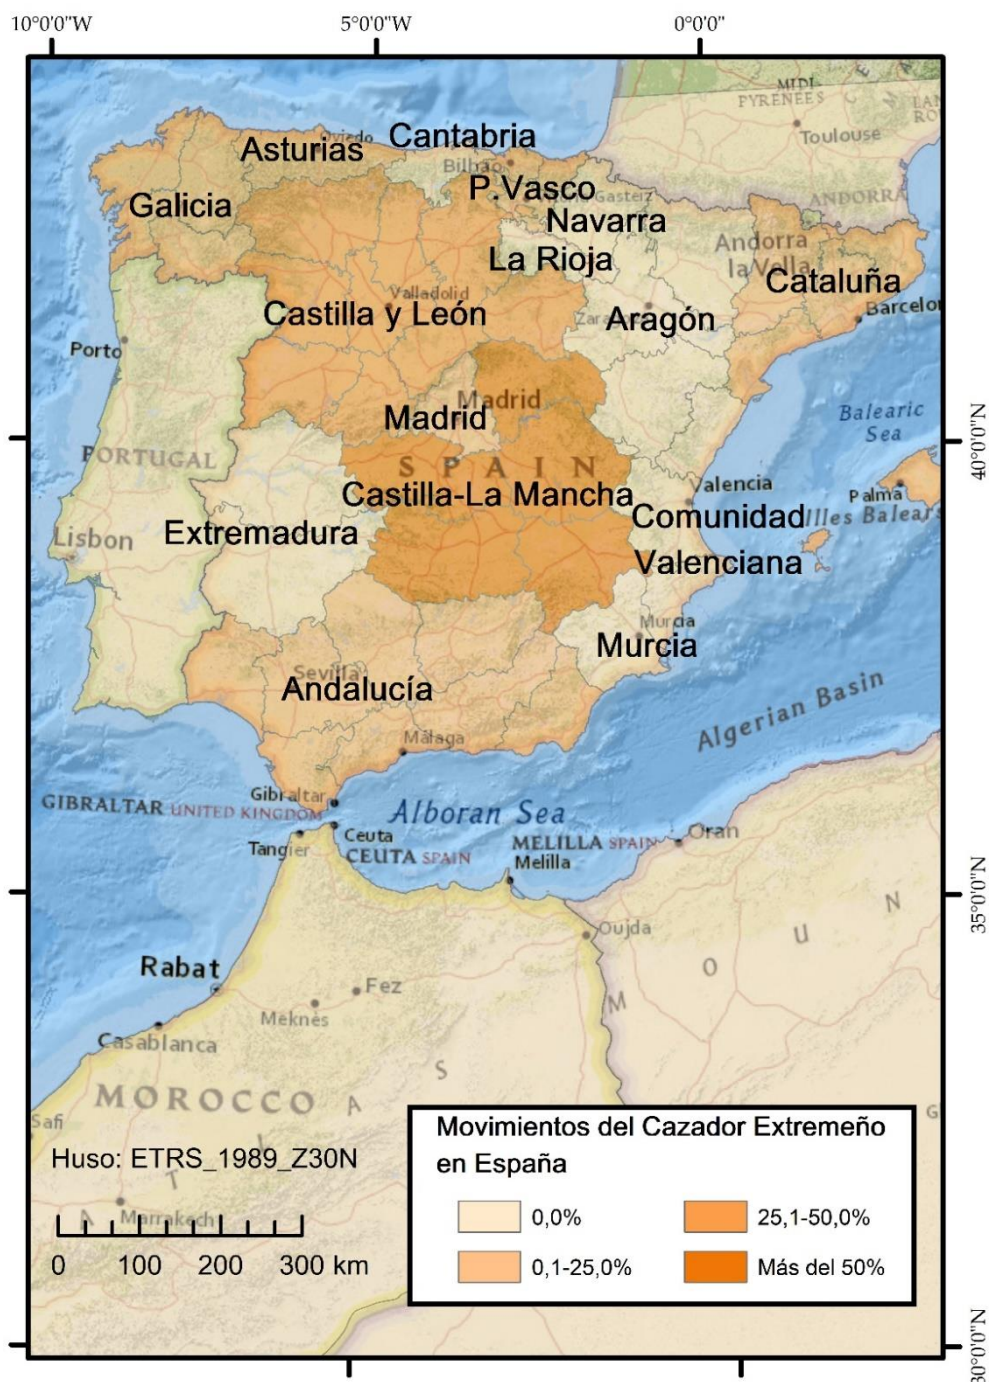 10°0'0"W
5°0'0"W
0°0'0"
MIDI-
PYRENEES
Toulouse
ANDORRA
Oviedo
Cantabria
Asturias
Bilbao
P.Vasco
Galicia
Navarra
La Rioja
Andorra
la Vella
Cataluña
Valladolid
Castilla y León
Aragón
Barcelon
Porto
Madrid
Madrid
Balearic
Sea
40°0'0"N
PORTUGAL
SPAIN
Castilla-La Mancha
Valencia
Palma
Lisbon
Extremadura
Comunidad
Illes Balears
Valenciana
Murcia
Murcia
Sevilla
Andalucía
Málaga
Algerian Basin
Gibraltar
GIBRALTAR UNITED KINGDOM
Alboran Sea
Tangier
Ceuta
CEUTA SPAIN
MELILLA SPAIN
Melilla
Oran
35°0'0"N
Oujda
Rabat
Fez
Meknès
Casablanca
MOROCCO
Safi
Marrakech
Huso: ETRS_1989_Z30N
0 100 200 300 km
Movimientos del Cazador Extremeño
en España
0,0%
25,1-50,0%
0,1-25,0%
Más del 50%
30°0'0"N